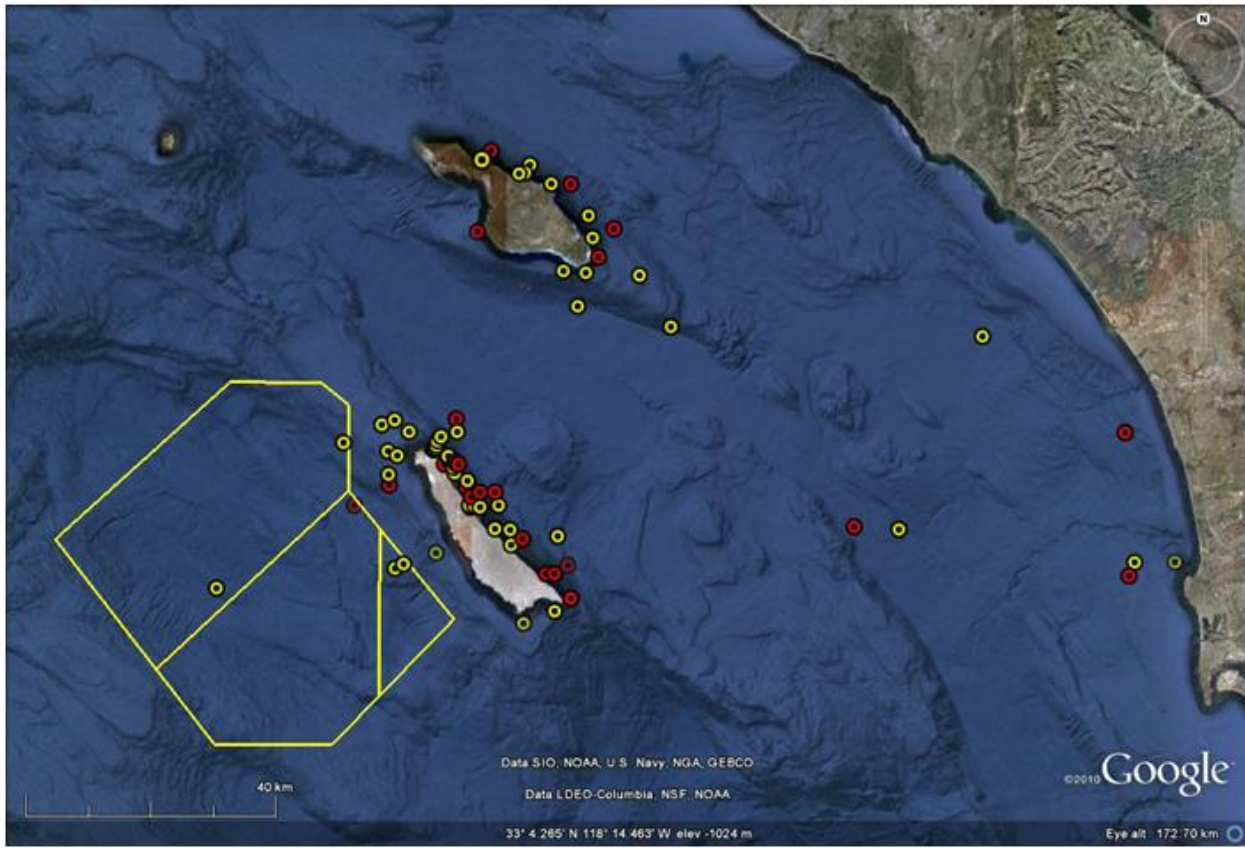 N
Data SIO, NOAA, U.S. Navy, NGA, GEBCO
©2010 Google
40 km
Data LDEO-Columbia, NSF, NOAA
33° 4.265' N 118° 14.463' W elev -1024 m
Eye alt 172.70 km